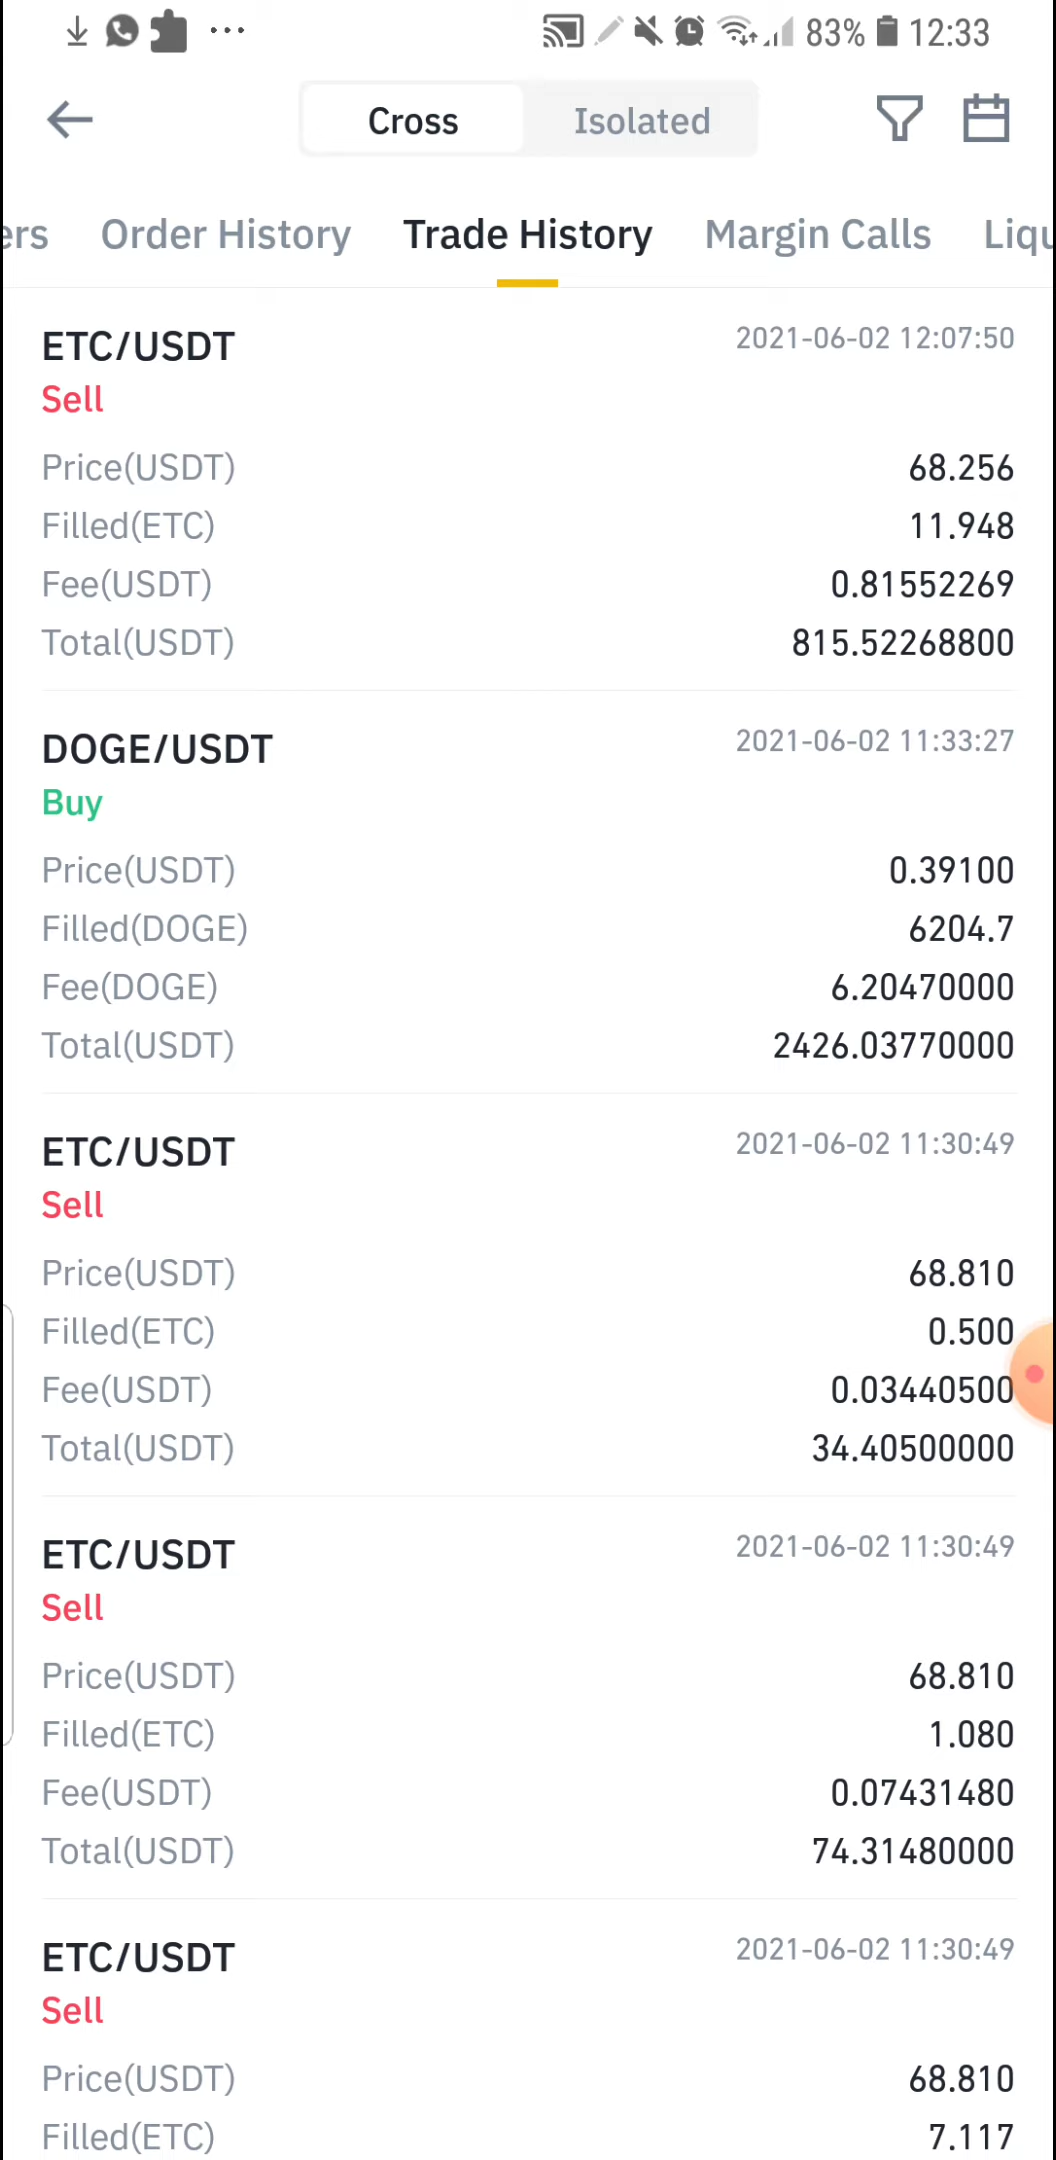 83% 12:33
Cross Isolated
ers Order History Trade History Margin Calls Liqu
ETC/USDT 2021-06-02 12:07:50
Sell
Price(USDT) 68.256
Filled(ETC) 11.948
Fee(USDT) 0.81552269
Total(USDT) 815.52268800
DOGE/USDT 2021-06-02 11:33:27
Buy
Price(USDT) 0.39100
Filled(DOGE) 6204.7
Fee(DOGE) 6.20470000
Total(USDT) 2426.03770000
ETC/USDT 2021-06-02 11:30:49
Sell
Price(USDT) 68.810
Filled(ETC) 0.500
Fee(USDT) 0.03440500
Total(USDT) 34.40500000
ETC/USDT 2021-06-02 11:30:49
Sell
Price(USDT) 68.810
Filled(ETC) 1.080
Fee(USDT) 0.07431480
Total(USDT) 74.31480000
ETC/USDT 2021-06-02 11:30:49
Sell
Price(USDT) 68.810
Filled(ETC) 7.117